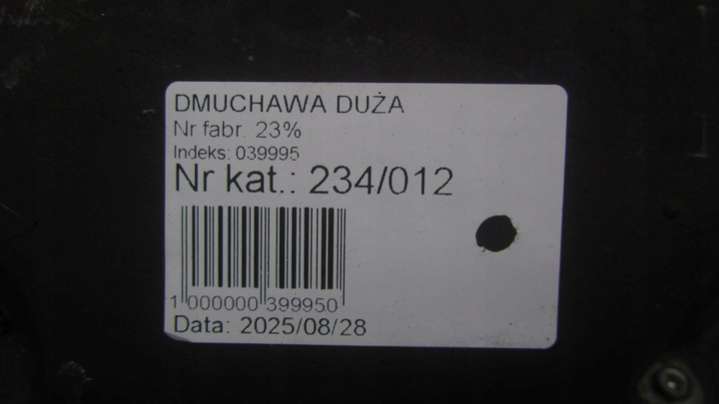 DMUCHAWA DUŻA
Nr fabr. 23%
Indeks: 039995
Nr kat.: 234/012
1 000000 399950
Data: 2025/08/28